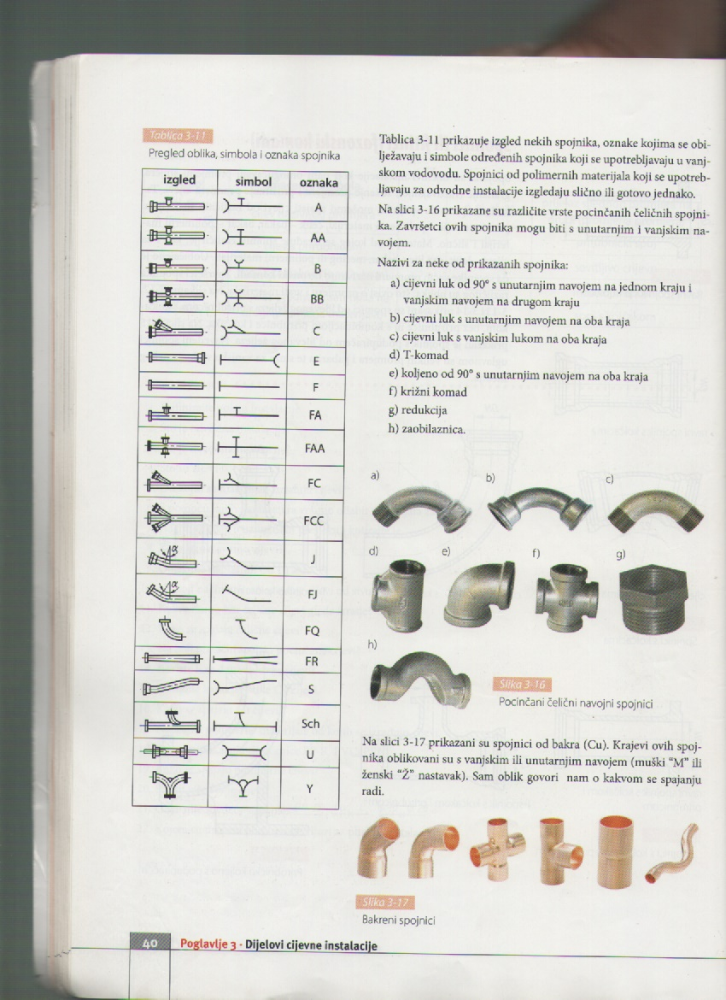 Tablica 3-11
Pregled oblika, simbola i oznaka spojnika
izgled simbol oznaka
A
AA
B
BB
C
E
F
FA
FAA
FC
FCC
α J
α FJ
FQ
FR
S
Sch
U
Y
Tablica 3-11 prikazuje izgled nekih spojnika, oznake kojima se obi-
lježavaju i simbole određenih spojnika koji se upotrebljavaju u vanj-
skom vodovodu. Spojnici od polimernih materijala koji se upotreb-
ljavaju za odvodne instalacije izgledaju slično ili gotovo jednako.
Na slici 3-16 prikazane su različite vrste pocinčanih čeličnih spojni-
ka. Završetci ovih spojnika mogu biti s unutarnjim i vanjskim na-
vojem.
Nazivi za neke od prikazanih spojnika:
a) cijevni luk od 90° s unutarnjim navojem na jednom kraju i
vanjskim navojem na drugom kraju
b) cijevni luk s unutarnjim navojem na oba kraja
c) cijevni luk s vanjskim lukom na oba kraja
d) T-komad
e) koljeno od 90° s unutarnjim navojem na oba kraja
f) križni komad
g) redukcija
h) zaobilaznica.
a) b) c)
d) e) f) g)
h)
Slika 3-16
Pocinčani čelični navojni spojnici
Na slici 3-17 prikazani su spojnici od bakra (Cu). Krajevi ovih spoj-
nika oblikovani su s vanjskim ili unutarnjim navojem (muški “M” ili
ženski “Ž” nastavak). Sam oblik govori nam o kakvom se spajanju
radi.
Slika 3-17
Bakreni spojnici
40 Poglavlje 3 · Dijelovi cijevne instalacije